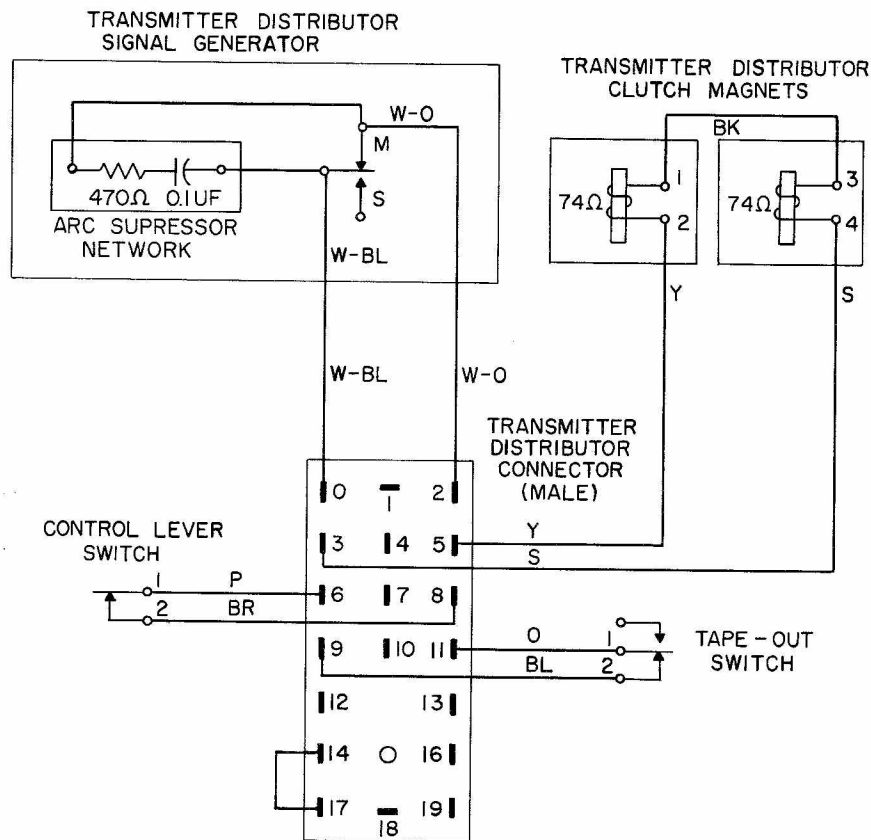 TRANSMITTER DISTRIBUTOR
SIGNAL GENERATOR
TRANSMITTER DISTRIBUTOR
CLUTCH MAGNETS
W-O
BK
M
S
470Ω 0.1UF
ARC SUPRESSOR
NETWORK
74Ω
1
2
74Ω
3
4
W-BL
Y
S
W-BL
W-O
TRANSMITTER
DISTRIBUTOR
CONNECTOR
(MALE)
0 1 2
3 4 5
Y
S
CONTROL LEVER
SWITCH
1 P
2 BR
6 7 8
9 10 11
O 1
BL 2
TAPE-OUT
SWITCH
12 13
14 16
17 18 19